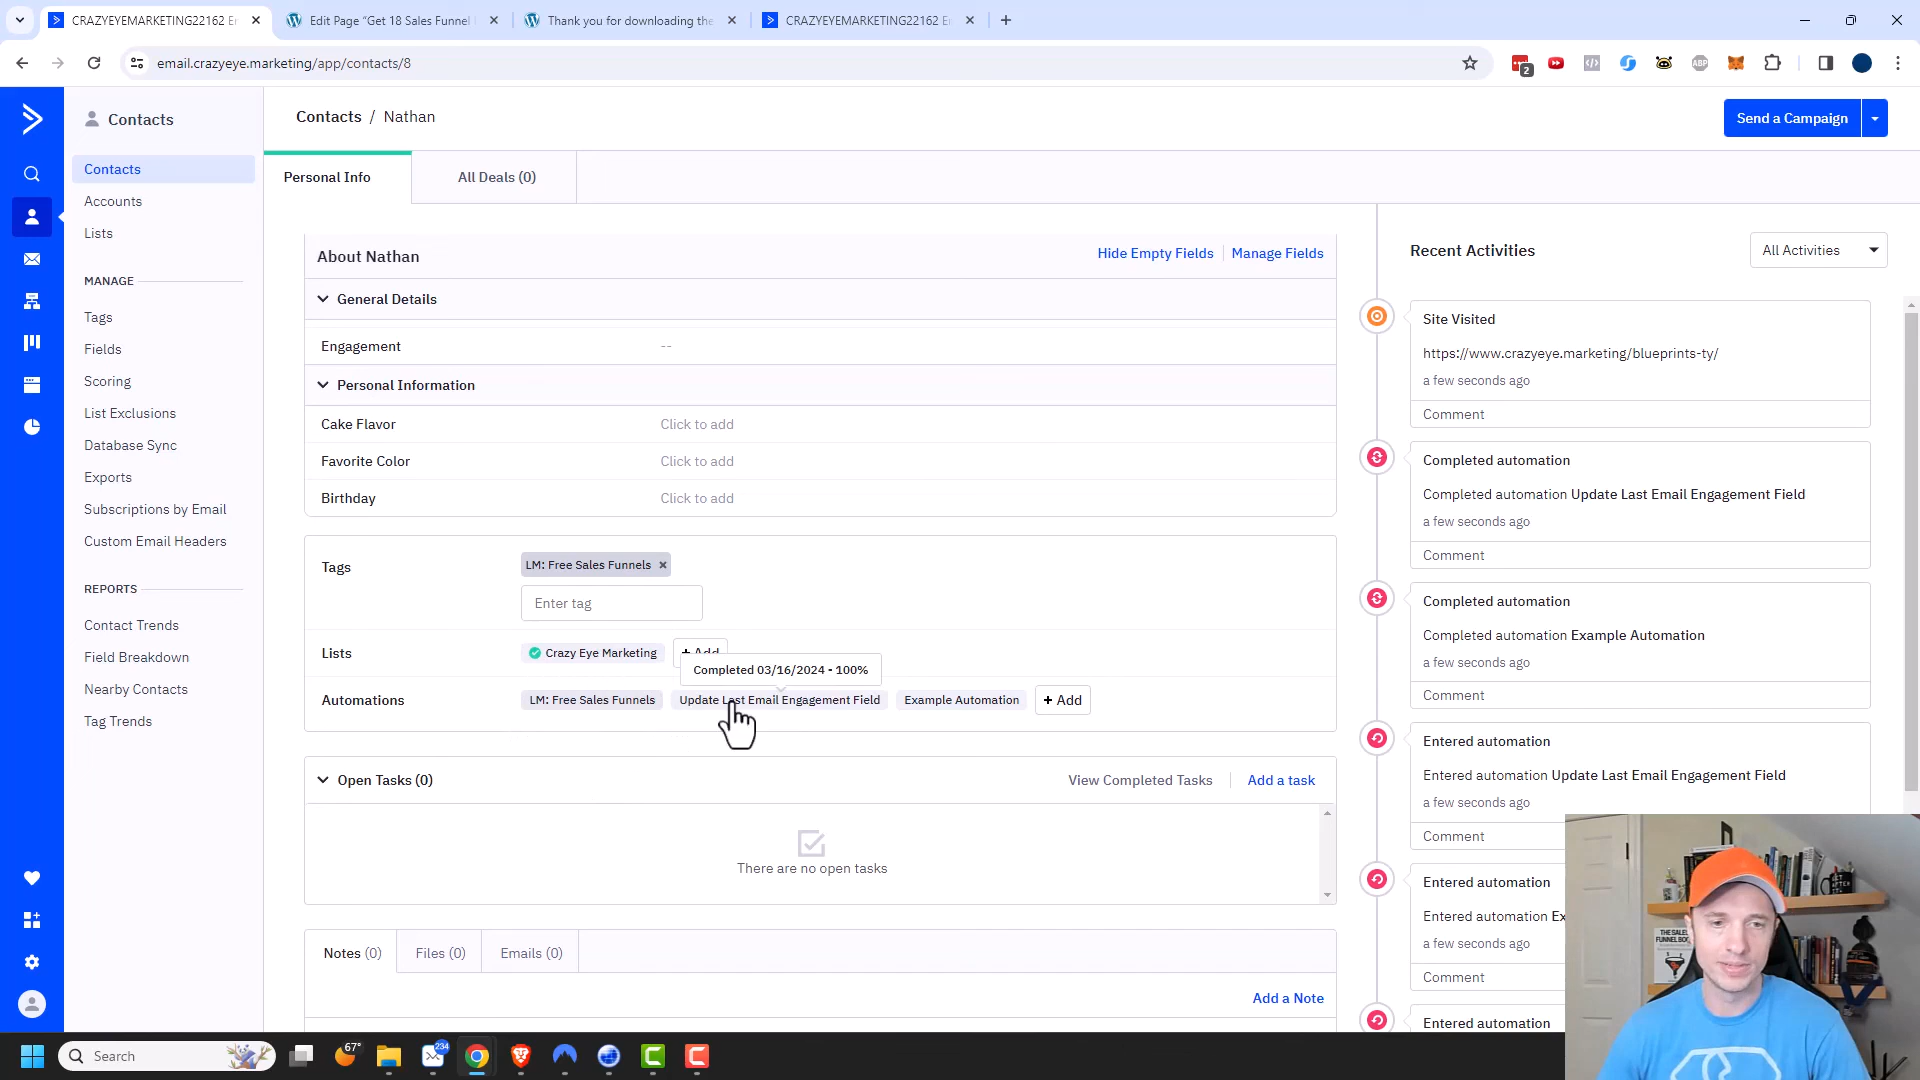 CRAZYEYEMARKETING22162 E
Edit Page "Get 18 Sales Funnel
Thank you for downloading the
CRAZYEYEMARKETING22162 E
email.crazyeye.marketing/app/contacts/8
2
ABP
Contacts
Contacts
Accounts
Lists
MANAGE
Tags
Fields
Scoring
List Exclusions
Database Sync
Exports
Subscriptions by Email
Custom Email Headers
REPORTS
Contact Trends
Field Breakdown
Nearby Contacts
Tag Trends
Contacts / Nathan
Send a Campaign
Personal Info
All Deals (0)
About Nathan
Hide Empty Fields
Manage Fields
General Details
Engagement --
Personal Information
Cake Flavor Click to add
Favorite Color Click to add
Birthday Click to add
Tags
LM: Free Sales Funnels
Enter tag
Lists
Crazy Eye Marketing
+ Add
Completed 03/16/2024 - 100%
Automations
LM: Free Sales Funnels
Update Last Email Engagement Field
Example Automation
+ Add
Open Tasks (0)
View Completed Tasks
Add a task
There are no open tasks
Notes (0)
Files (0)
Emails (0)
Add a Note
Recent Activities
All Activities
Site Visited
https://www.crazyeye.marketing/blueprints-ty/
a few seconds ago
Comment
Completed automation
Completed automation Update Last Email Engagement Field
a few seconds ago
Comment
Completed automation
Completed automation Example Automation
a few seconds ago
Comment
Entered automation
Entered automation Update Last Email Engagement Field
a few seconds ago
Comment
Entered automation
Entered automation Ex
a few seconds ago
Comment
Entered automation
THE SALES
FUNNEL BOOK
Search
67°
234